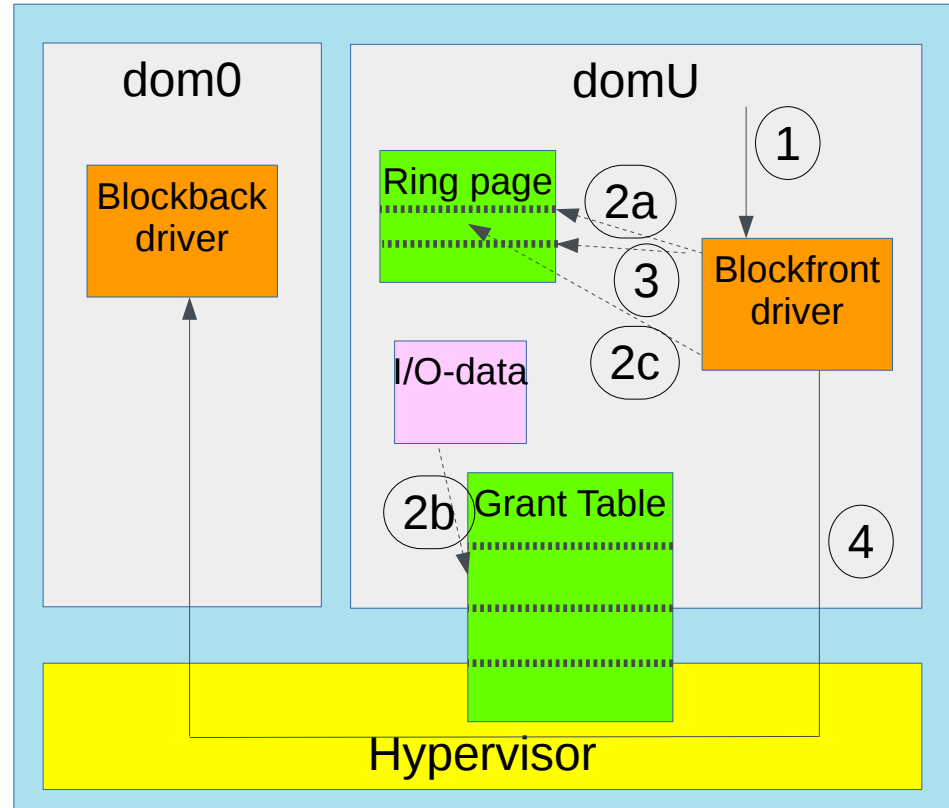 dom0
domU
1
Blockback
driver
Ring page
2a
Blockfront
driver
3
2c
I/O-data
2b
Grant Table
4
Hypervisor